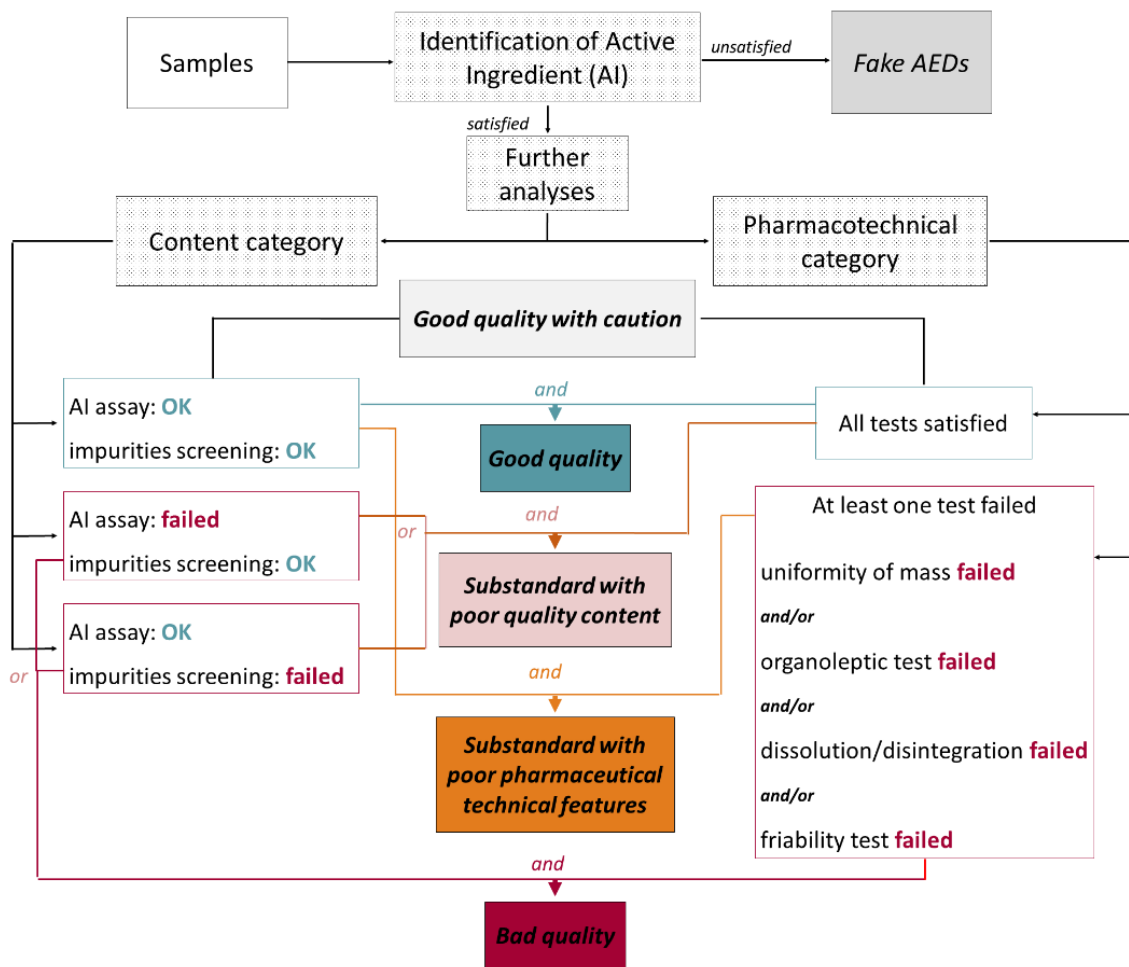 Samples
Identification of Active
Ingredient (AI)
unsatisfied
Fake AEDs
satisfied
Further
analyses
Content category
Pharmacotechnical
category
Good quality with caution
AI assay: OK
impurities screening: OK
and
Good quality
All tests satisfied
AI assay: failed
impurities screening: OK
or
and
Substandard with
poor quality content
AI assay: OK
impurities screening: failed
or
and
Substandard with
poor pharmaceutical
technical features
At least one test failed
uniformity of mass failed
and/or
organoleptic test failed
and/or
dissolution/disintegration failed
and/or
friability test failed
and
Bad quality